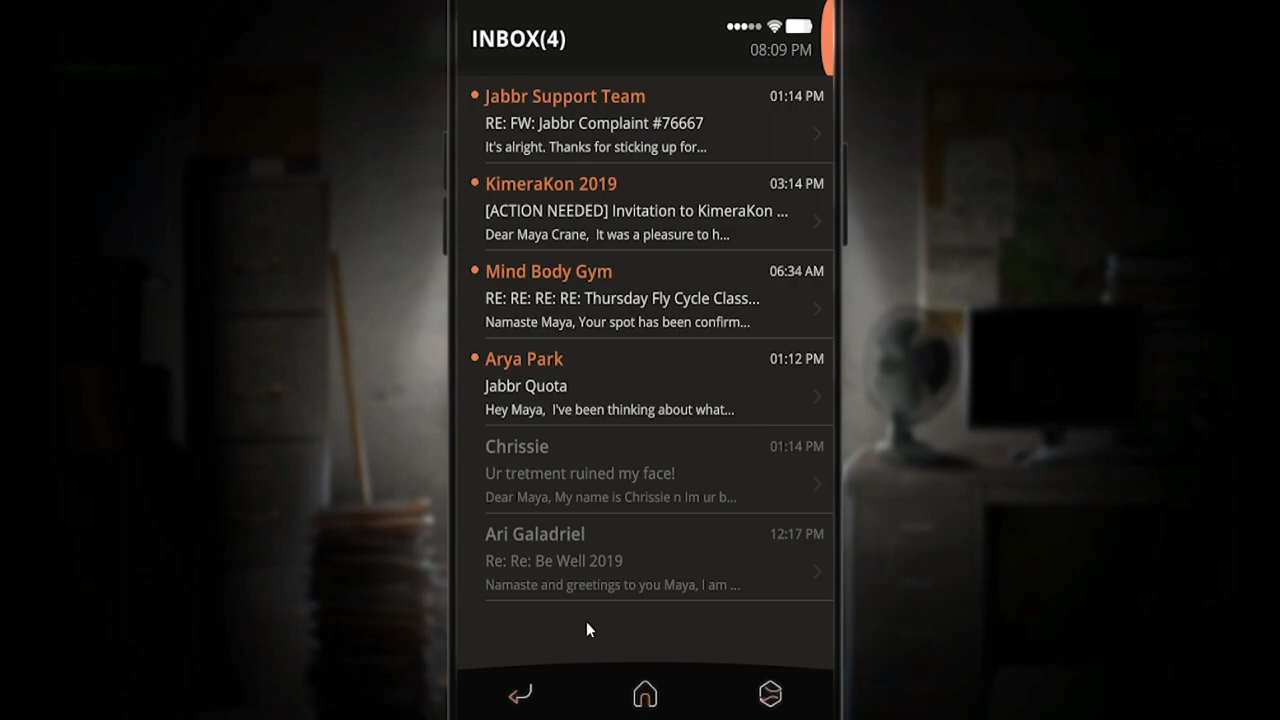 INBOX(4)
08:09 PM
Jabbr Support Team 01:14 PM
RE: FW: Jabbr Complaint #76667
It's alright. Thanks for sticking up for...
KimeraKon 2019 03:14 PM
[ACTION NEEDED] Invitation to KimeraKon ...
Dear Maya Crane, It was a pleasure to h...
Mind Body Gym 06:34 AM
RE: RE: RE: RE: Thursday Fly Cycle Class...
Namaste Maya, Your spot has been confirm...
Arya Park 01:12 PM
Jabbr Quota
Hey Maya, I've been thinking about what...
Chrissie 01:14 PM
Ur tretment ruined my face!
Dear Maya, My name is Chrissie n Im ur b...
Ari Galadriel 12:17 PM
Re: Re: Be Well 2019
Namaste and greetings to you Maya, I am ...